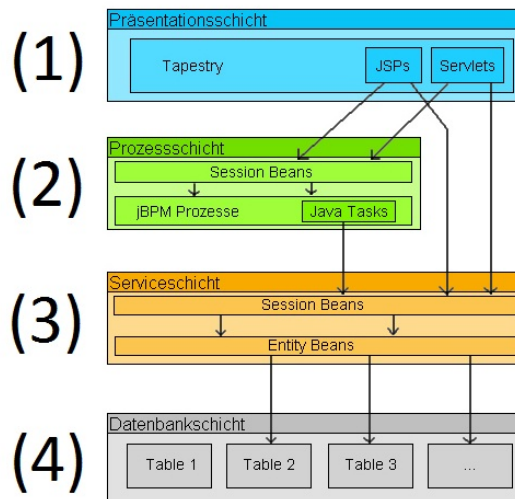 Präsentationsschicht
(1)
Tapestry
JSPs
Servlets
Prozessschicht
(2)
Session Beans
jBPM Prozesse
Java Tasks
Serviceschicht
(3)
Session Beans
Entity Beans
Datenbankschicht
(4)
Table 1
Table 2
Table 3
...